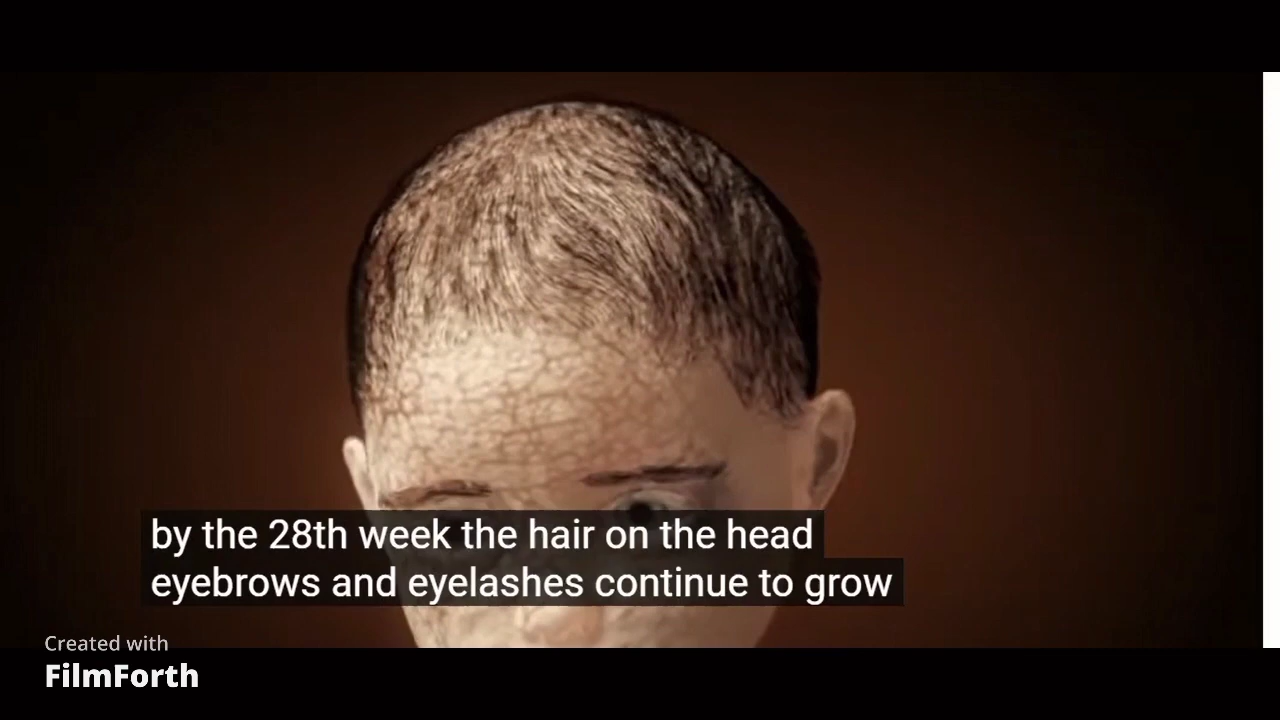 by the 28th week the hair on the head
eyebrows and eyelashes continue to grow
Created with
FilmForth